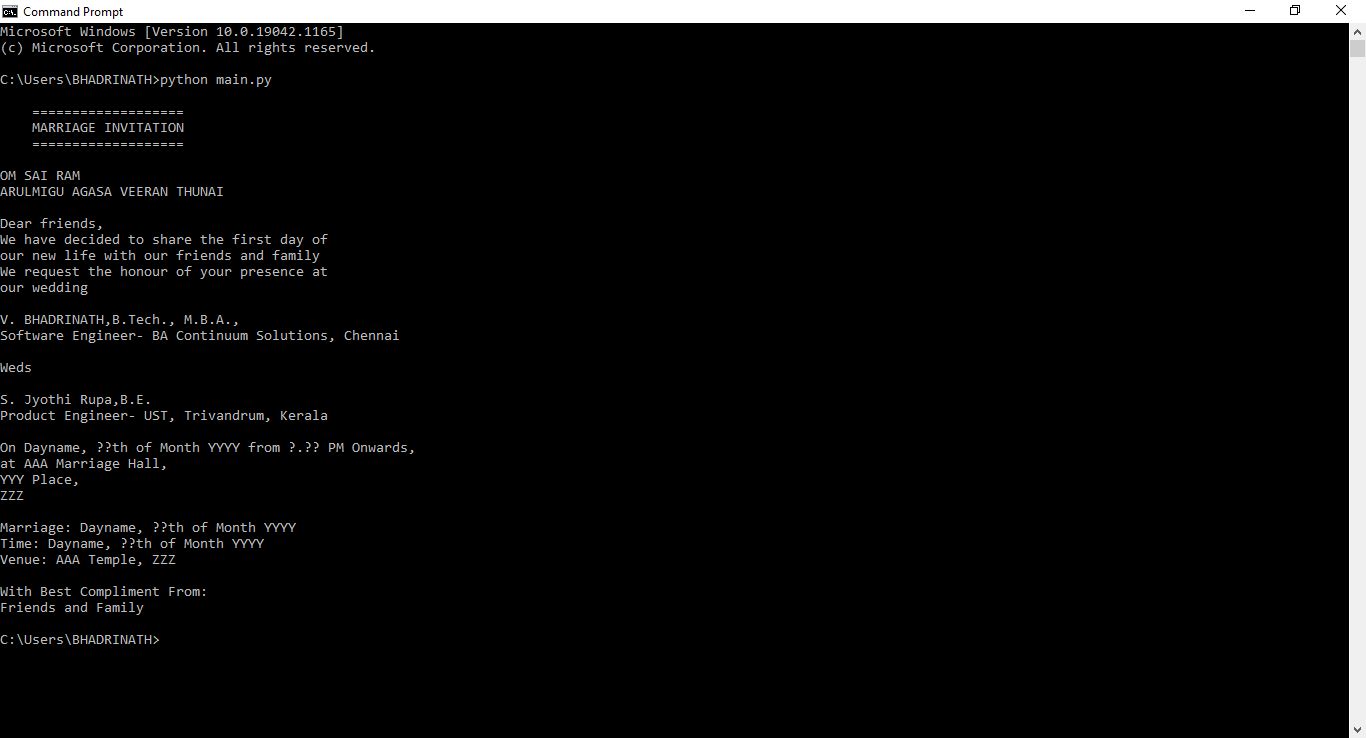 Command Prompt
Microsoft Windows [Version 10.0.19042.1165]
(c) Microsoft Corporation. All rights reserved.
C:\Users\BHADRINATH>python main.py
===================
MARRIAGE INVITATION
===================
OM SAI RAM
ARULMIGU AGASA VEERAN THUNAI
Dear friends,
We have decided to share the first day of
our new life with our friends and family
We request the honour of your presence at
our wedding
V. BHADRINATH,B.Tech., M.B.A.,
Software Engineer- BA Continuum Solutions, Chennai
Weds
S. Jyothi Rupa,B.E.
Product Engineer- UST, Trivandrum, Kerala
On Dayname, ??th of Month YYYY from ?.?? PM Onwards,
at AAA Marriage Hall,
YYY Place,
ZZZ
Marriage: Dayname, ??th of Month YYYY
Time: Dayname, ??th of Month YYYY
Venue: AAA Temple, ZZZ
With Best Compliment From:
Friends and Family
C:\Users\BHADRINATH>